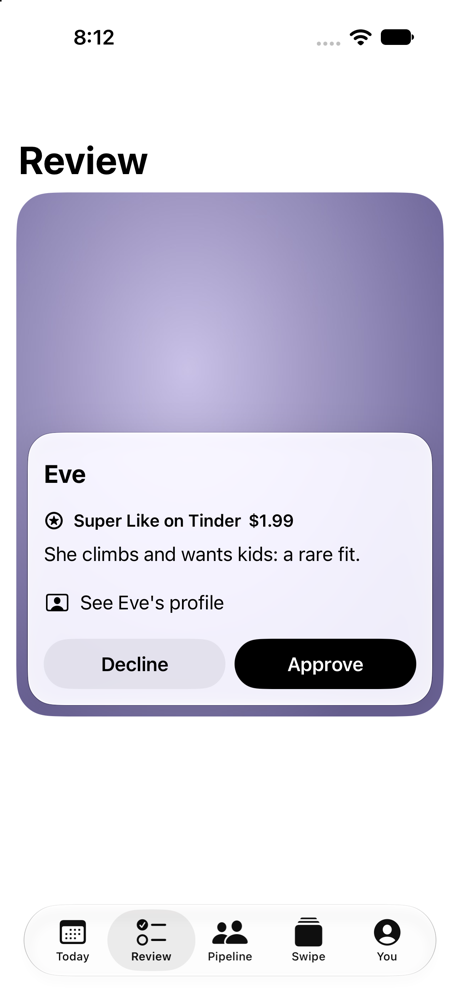 8:12
Review
Eve
Super Like on Tinder $1.99
She climbs and wants kids: a rare fit.
See Eve's profile
Decline
Approve
Today
Review
Pipeline
Swipe
You